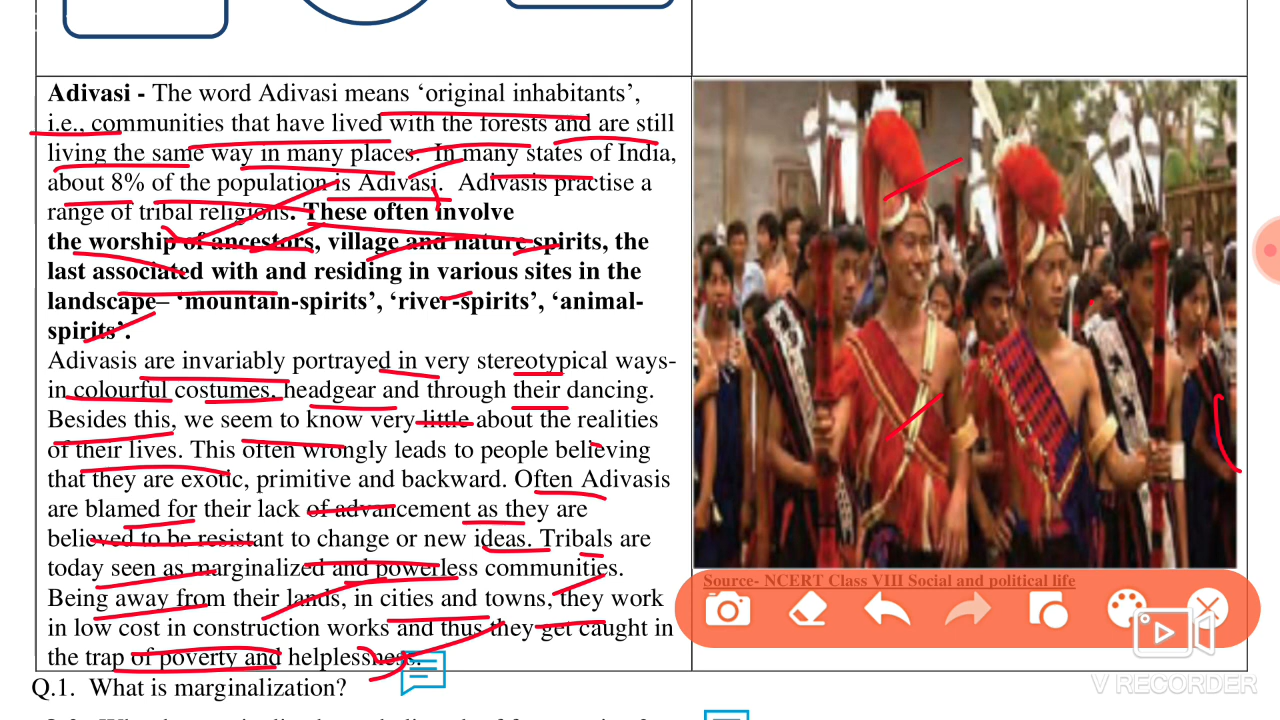 Adivasi - The word Adivasi means ‘original inhabitants’,
i.e., communities that have lived with the forests and are still
living the same way in many places. In many states of India,
about 8% of the population is Adivasi. Adivasis practise a
range of tribal religions. These often involve
the worship of ancestors, village and nature spirits, the
last associated with and residing in various sites in the
landscape– ‘mountain-spirits’, ‘river-spirits’, ‘animal-
spirits’.
Adivasis are invariably portrayed in very stereotypical ways-
in colourful costumes, headgear and through their dancing.
Besides this, we seem to know very little about the realities
of their lives. This often wrongly leads to people believing
that they are exotic, primitive and backward. Often Adivasis
are blamed for their lack of advancement as they are
believed to be resistant to change or new ideas. Tribals are
today seen as marginalized and powerless communities.
Being away from their lands, in cities and towns, they work
in low cost in construction works and thus they get caught in
the trap of poverty and helplessness.
Source- NCERT Class VIII Social and political life
Q.1. What is marginalization?
V RECORDER